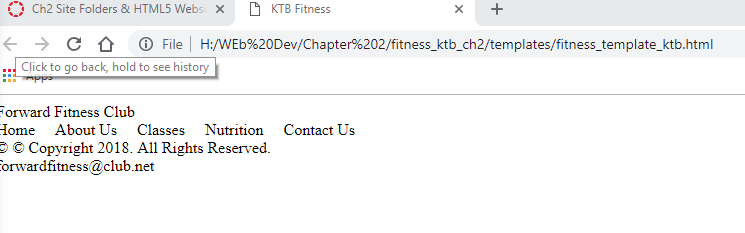 Ch2 Site Folders & HTML5 Websi
KTB Fitness
File
H:/WEb%20Dev/Chapter%202/fitness_ktb_ch2/templates/fitness_template_ktb.html
Click to go back, hold to see history
Apps
Forward Fitness Club
Home About Us Classes Nutrition Contact Us
© © Copyright 2018. All Rights Reserved.
forwardfitness@club.net